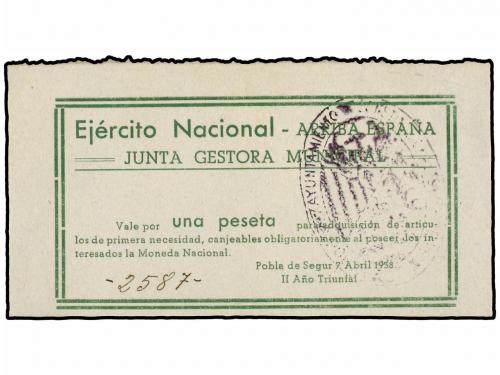 Ejército Nacional - ARRIBA ESPAÑA
JUNTA GESTORA MUNICIPAL
Vale por una peseta para adquisición de artícu-
los de primera necesidad, canjeables obligatoriamente al poseer dos in-
teresados la Moneda Nacional.
Pobla de Segur 7 Abril 1938
II Año Triunfal
-2587-
AYUNTAMIENTO